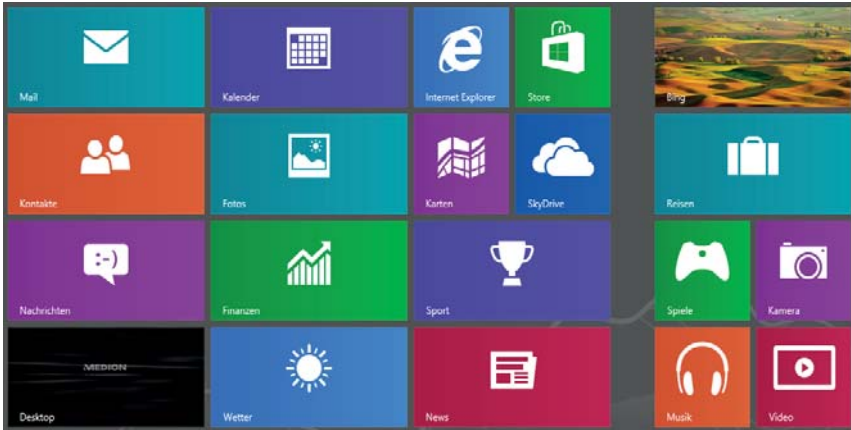 Mail
Kalender
Internet Explorer
Store
Bing
Kontakte
Fotos
Karten
SkyDrive
Reisen
:-)
Nachrichten
Finanzen
Sport
Spiele
Kamera
MEDION
Desktop
Wetter
News
Musik
Video